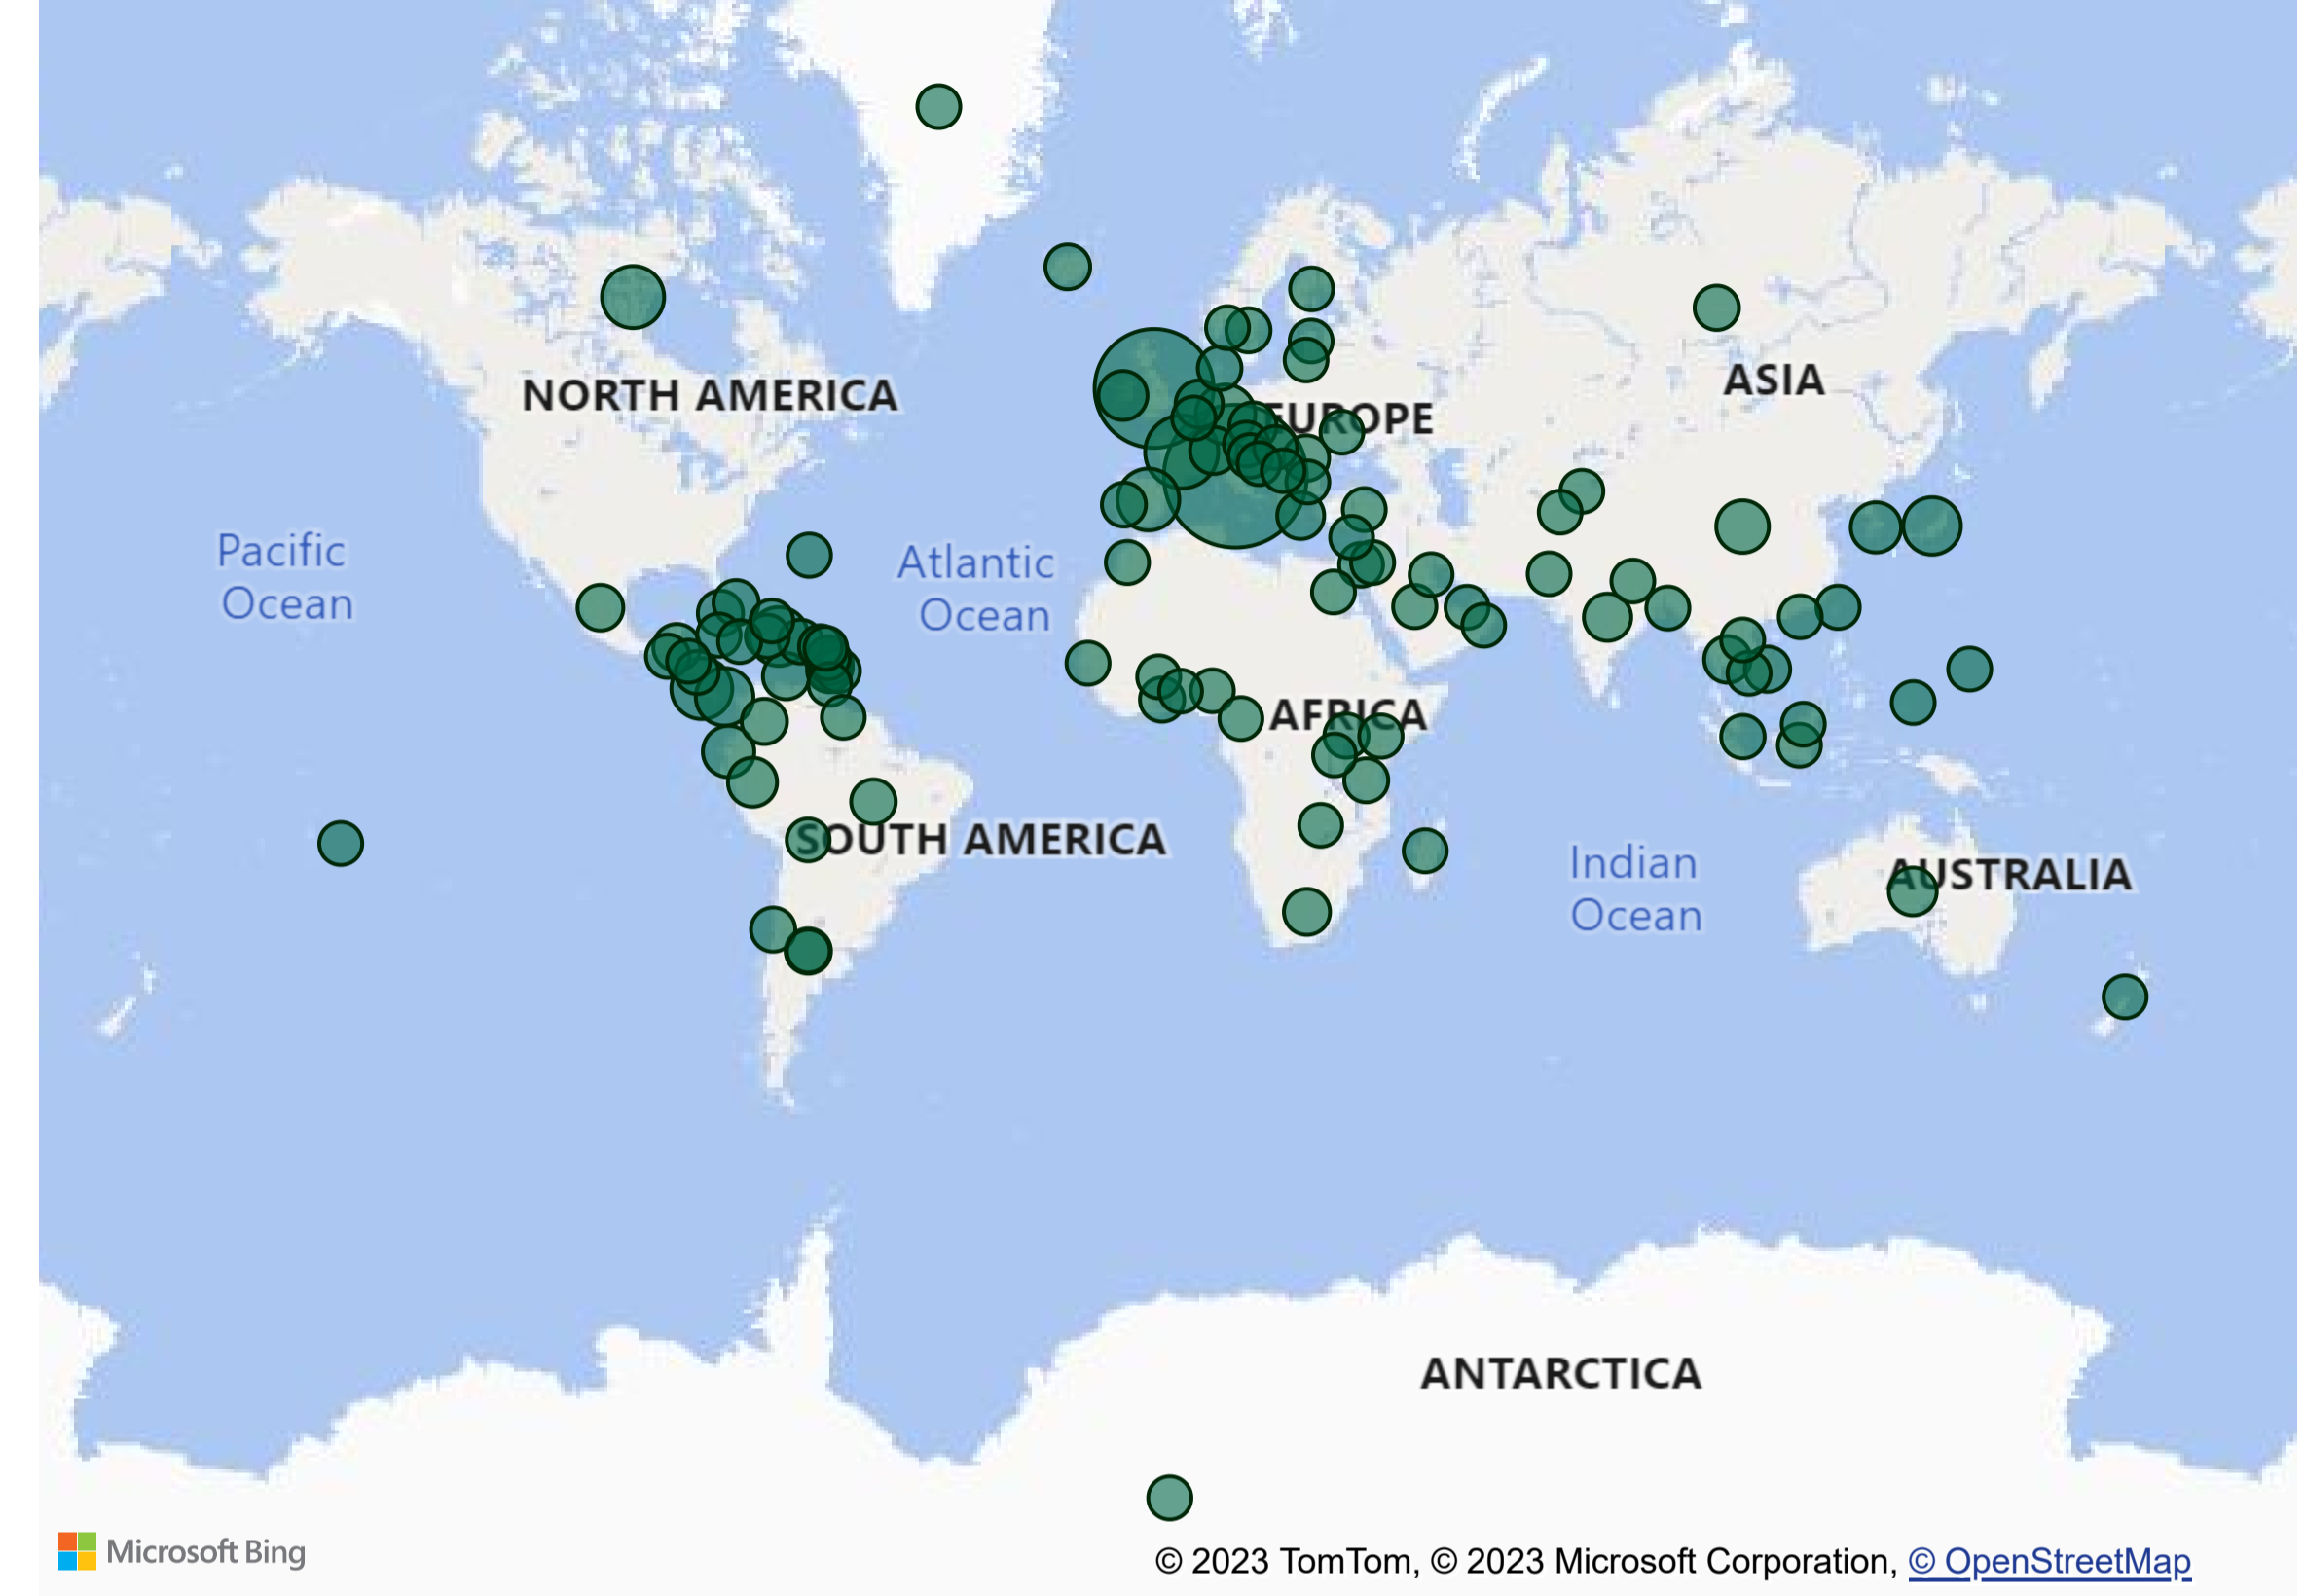 NORTH AMERICA
ASIA
EUROPE
Pacific
Ocean
Atlantic
Ocean
AFRICA
SOUTH AMERICA
Indian
Ocean
AUSTRALIA
ANTARCTICA
Microsoft Bing
© 2023 TomTom, © 2023 Microsoft Corporation, © OpenStreetMap